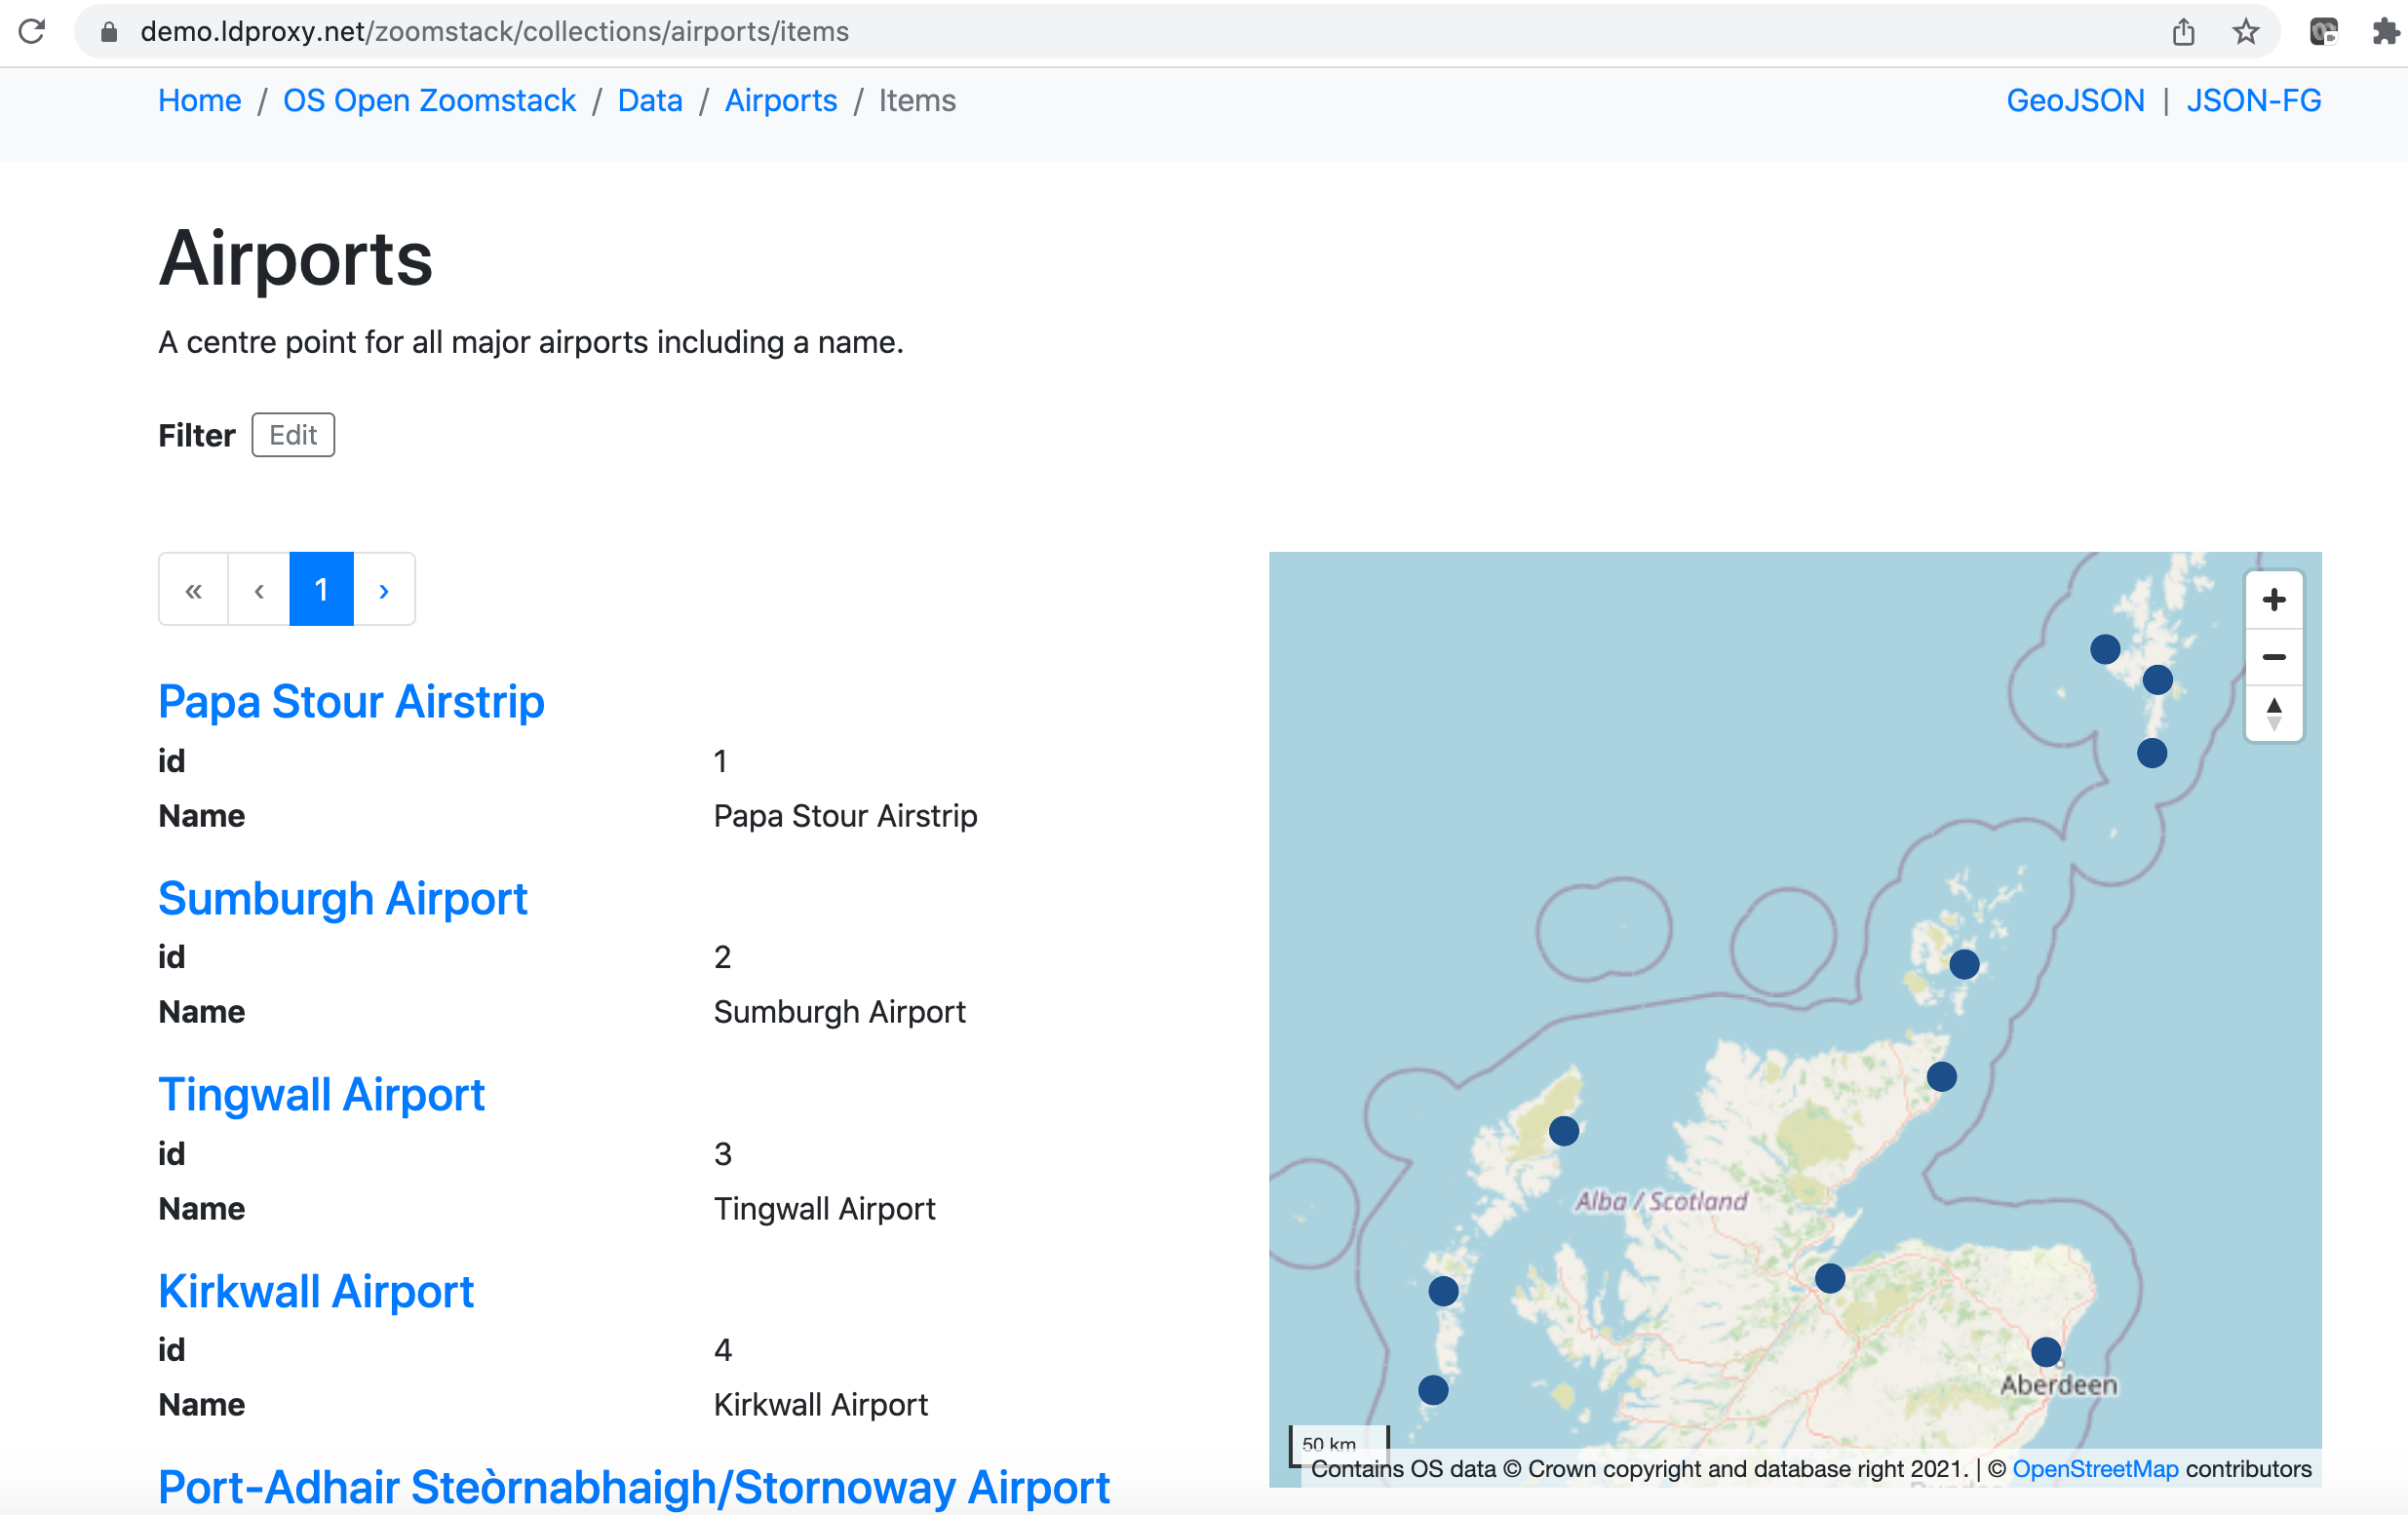 demo.ldproxy.net/zoomstack/collections/airports/items
Home / OS Open Zoomstack / Data / Airports / Items
GeoJSON | JSON-FG
Airports
A centre point for all major airports including a name.
Filter Edit
« ‹ 1 ›
Papa Stour Airstrip
id 1
Name Papa Stour Airstrip
Sumburgh Airport
id 2
Name Sumburgh Airport
Tingwall Airport
id 3
Name Tingwall Airport
Kirkwall Airport
id 4
Name Kirkwall Airport
Port-Adhair Steòrnabhaigh/Stornoway Airport
Alba / Scotland
Aberdeen
50 km
Contains OS data © Crown copyright and database right 2021. | © OpenStreetMap contributors